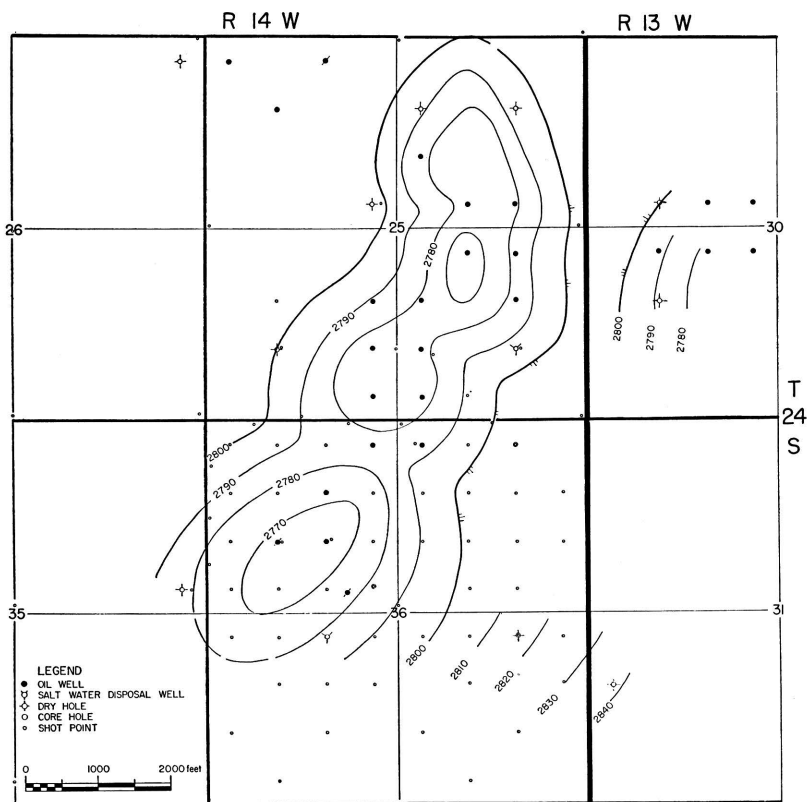 R 14 W
R 13 W
26
25
30
2780
2790
2800
2790
2780
T
24
S
2800
2790
2780
2770
35
36
31
2800
2810
2820
2830
2840
LEGEND
OIL WELL
SALT WATER DISPOSAL WELL
DRY HOLE
CORE HOLE
SHOT POINT
0 1000 2000 feet